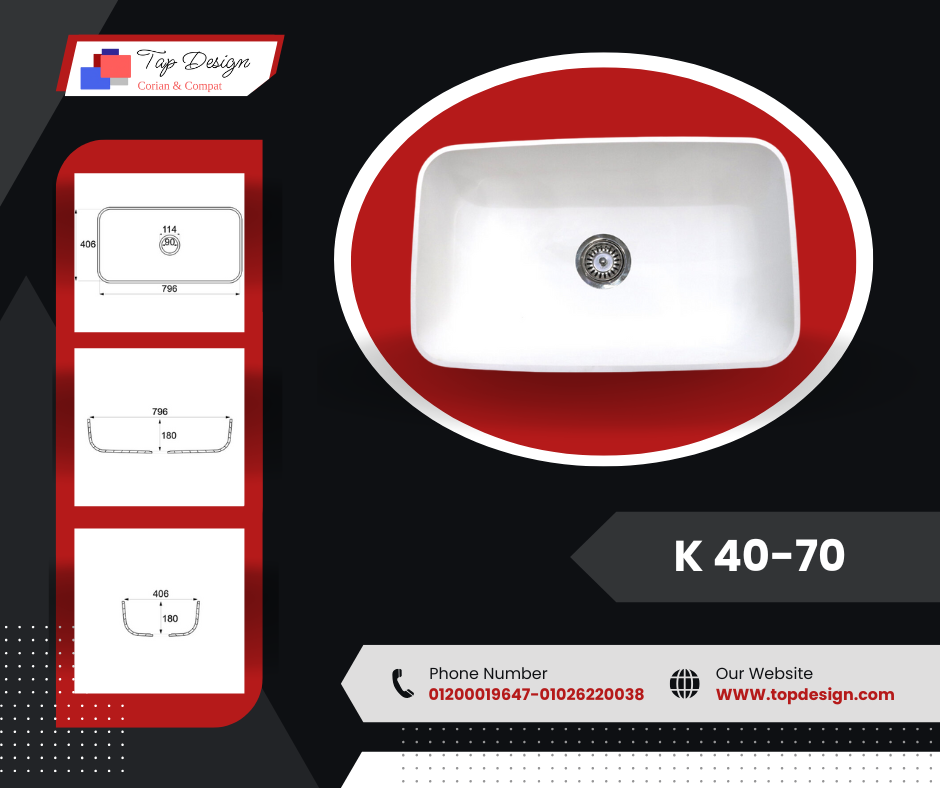 Tap Design
Corian & Compat
114
406
90
796
796
180
406
180
K 40-70
Phone Number
01200019647-01026220038
Our Website
WWW.topdesign.com